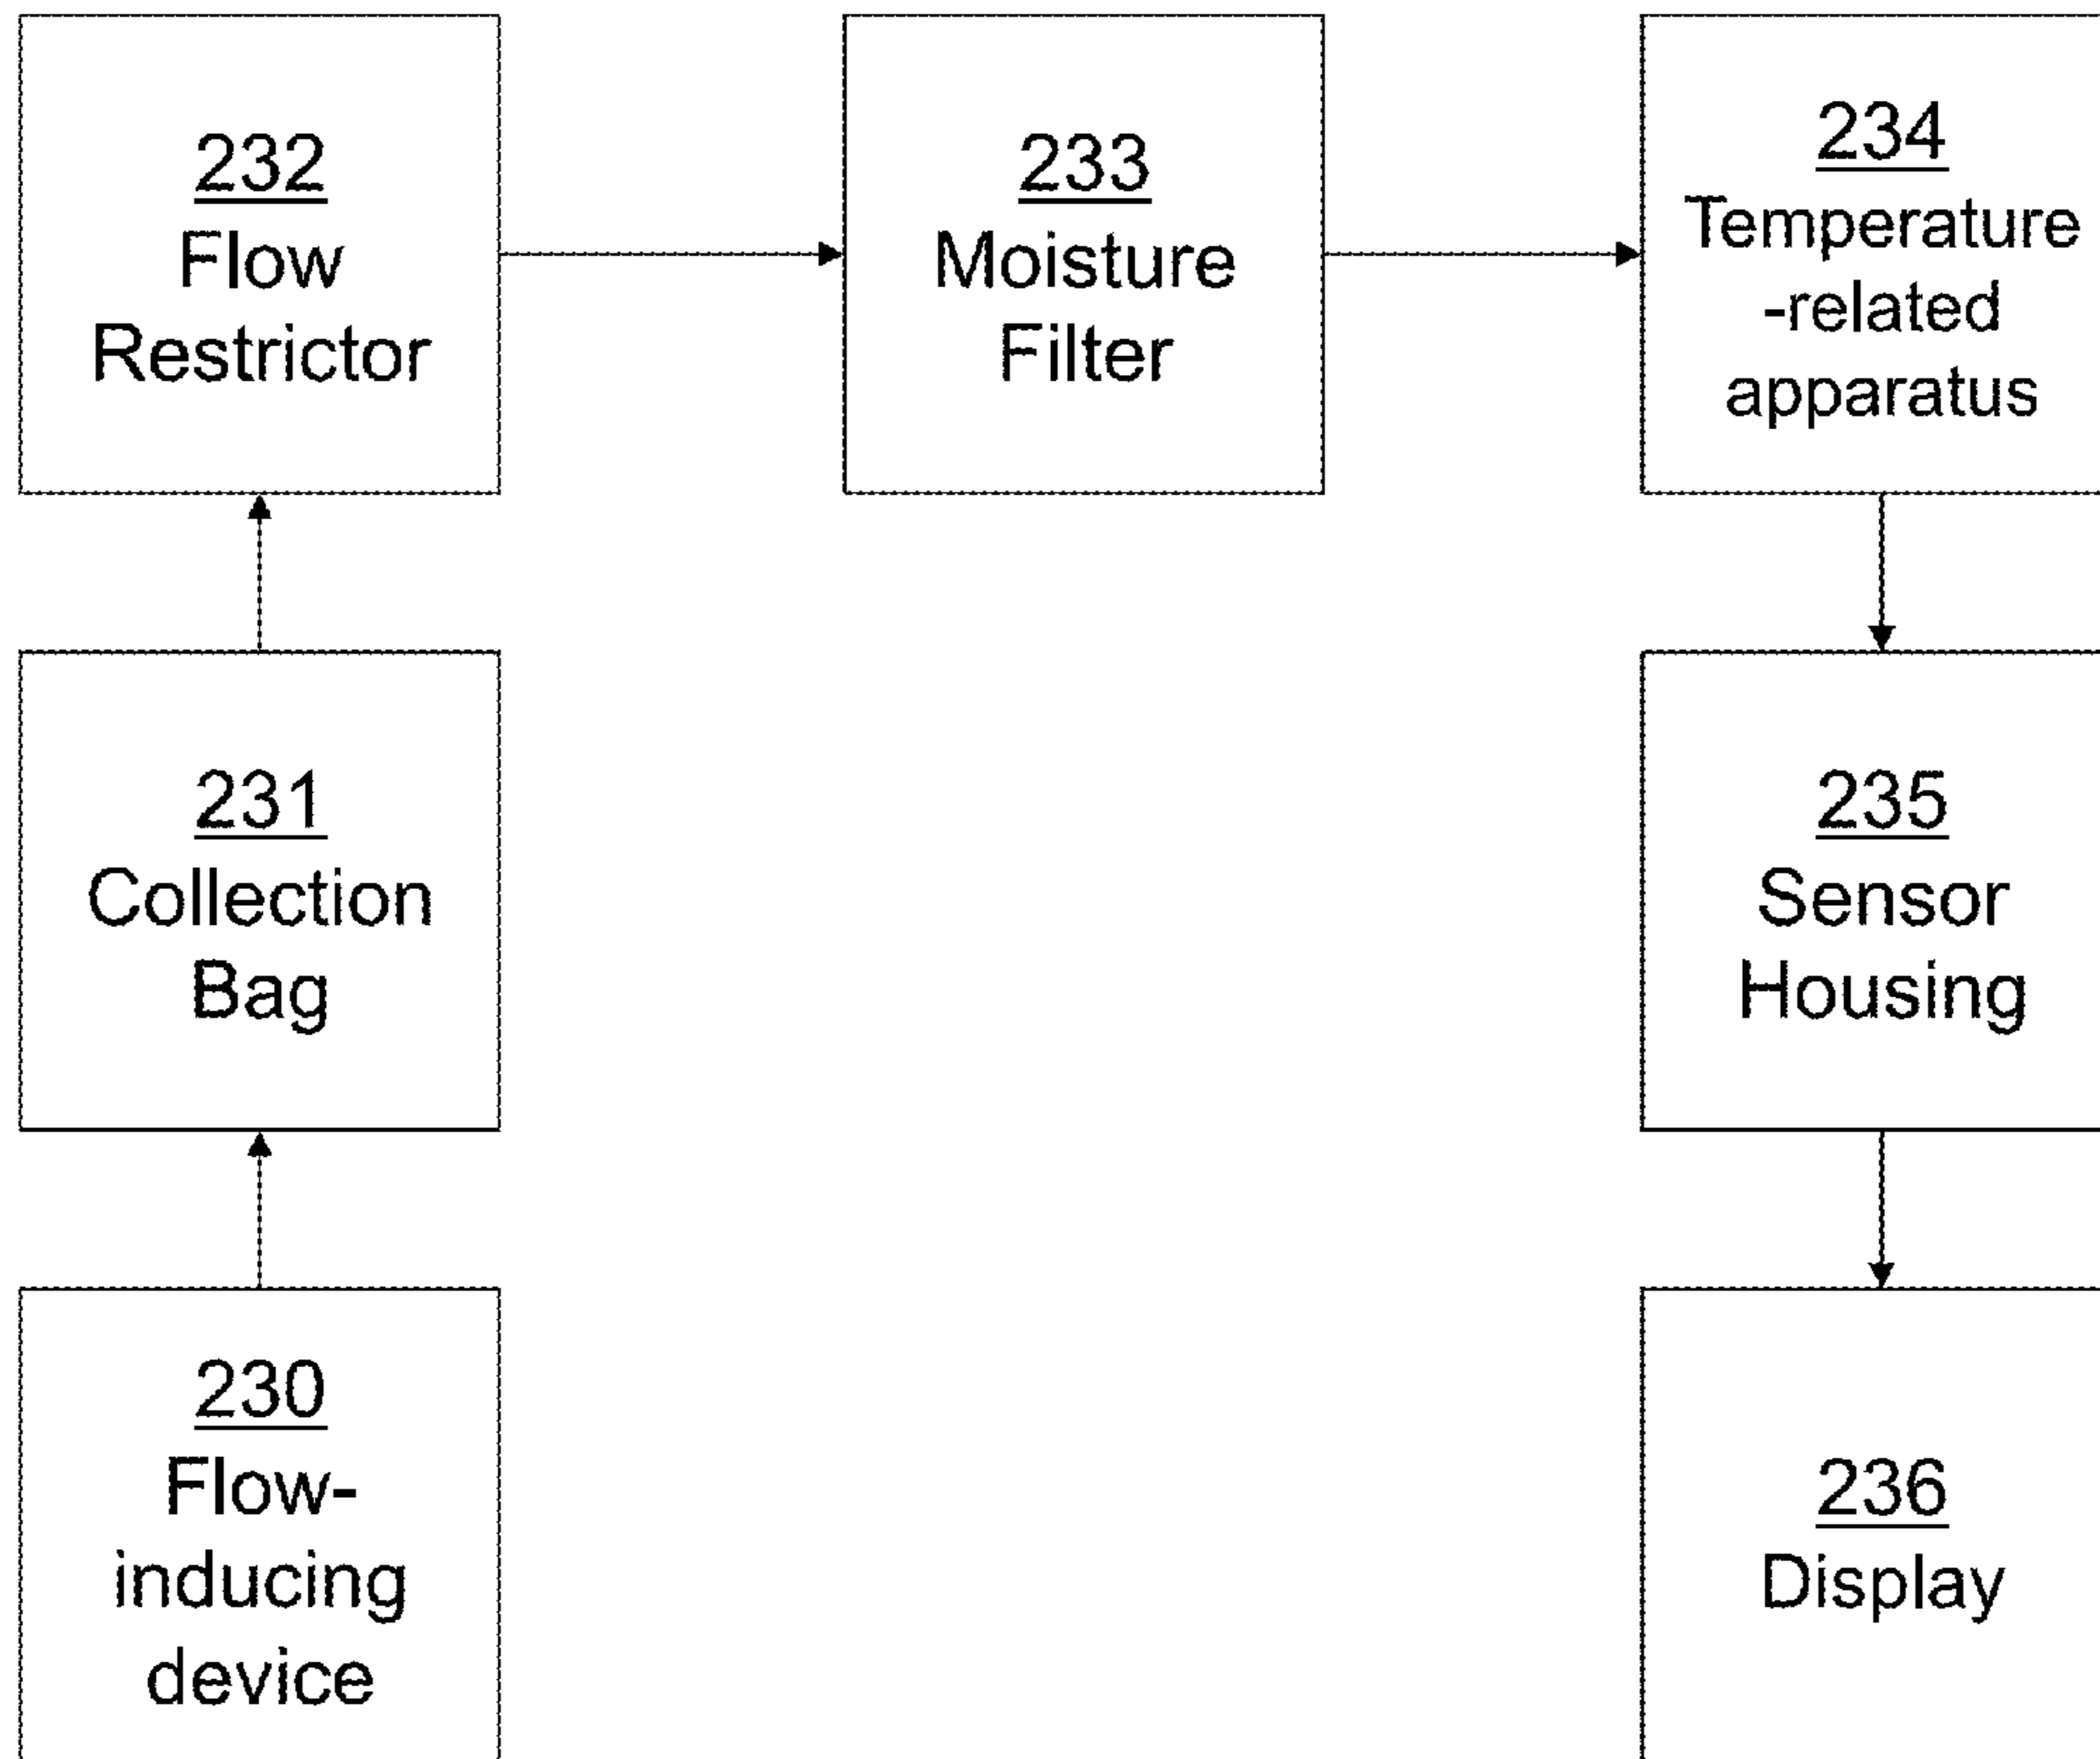 232
Flow
Restrictor
233
Moisture
Filter
234
Temperature
-related
apparatus
231
Collection
Bag
235
Sensor
Housing
230
Flow-
inducing
device
236
Display